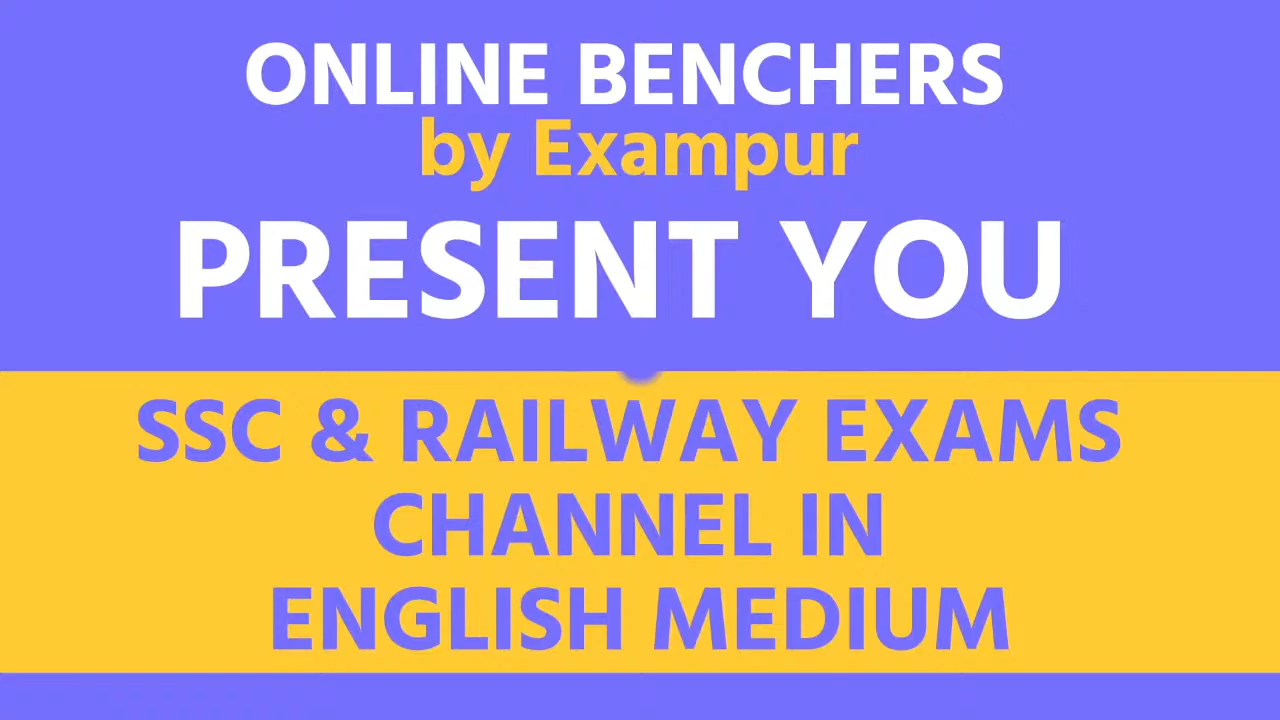 ONLINE BENCHERS
by Exampur
PRESENT YOU
SSC & RAILWAY EXAMS
CHANNEL IN
ENGLISH MEDIUM